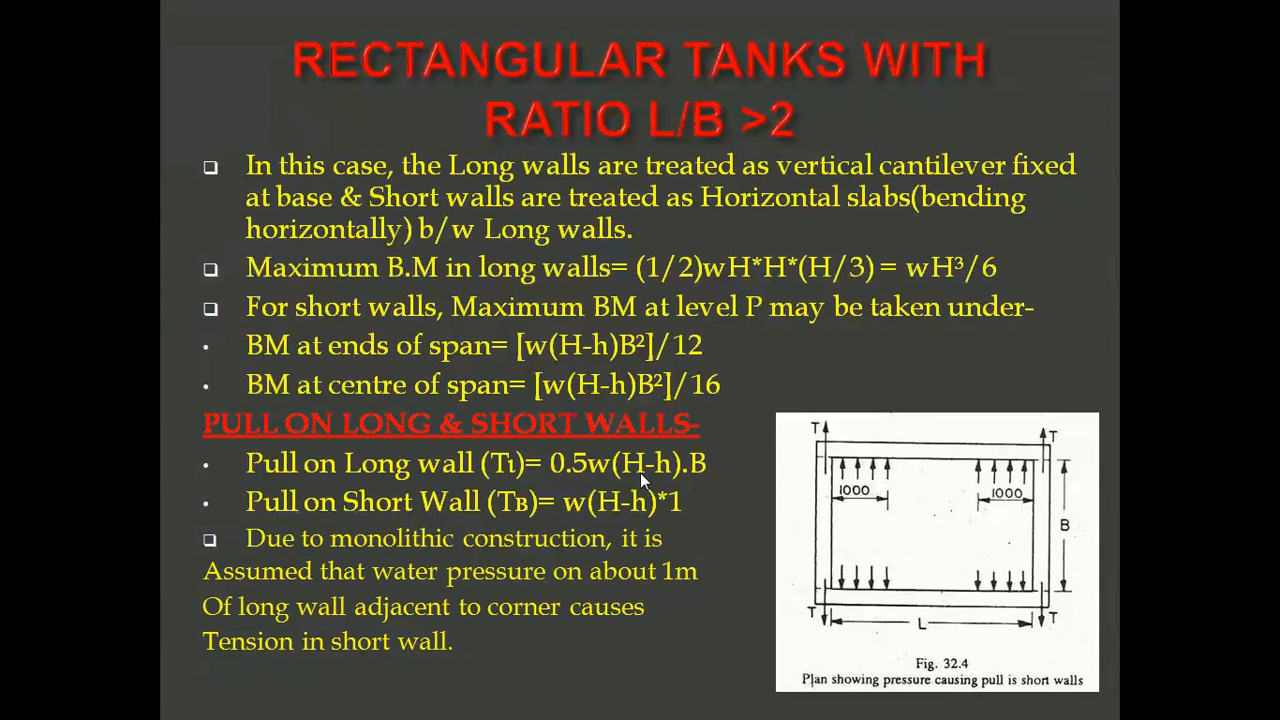 RECTANGULAR TANKS WITH
RATIO L/B >2
In this case, the Long walls are treated as vertical cantilever fixed
at base & Short walls are treated as Horizontal slabs(bending
horizontally) b/w Long walls.
Maximum B.M in long walls= (1/2)wH*H*(H/3) = wH³/6
For short walls, Maximum BM at level P may be taken under-
BM at ends of span= [w(H-h)B²]/12
BM at centre of span= [w(H-h)B²]/16
PULL ON LONG & SHORT WALLS-
Pull on Long wall (Tʟ)= 0.5w(H-h).B
Pull on Short Wall (Tʙ)= w(H-h)*1
Due to monolithic construction, it is
Assumed that water pressure on about 1m
Of long wall adjacent to corner causes
Tension in short wall.
T
T
1000
1000
B
T
T
L
Fig. 32.4
Plan showing pressure causing pull is short walls